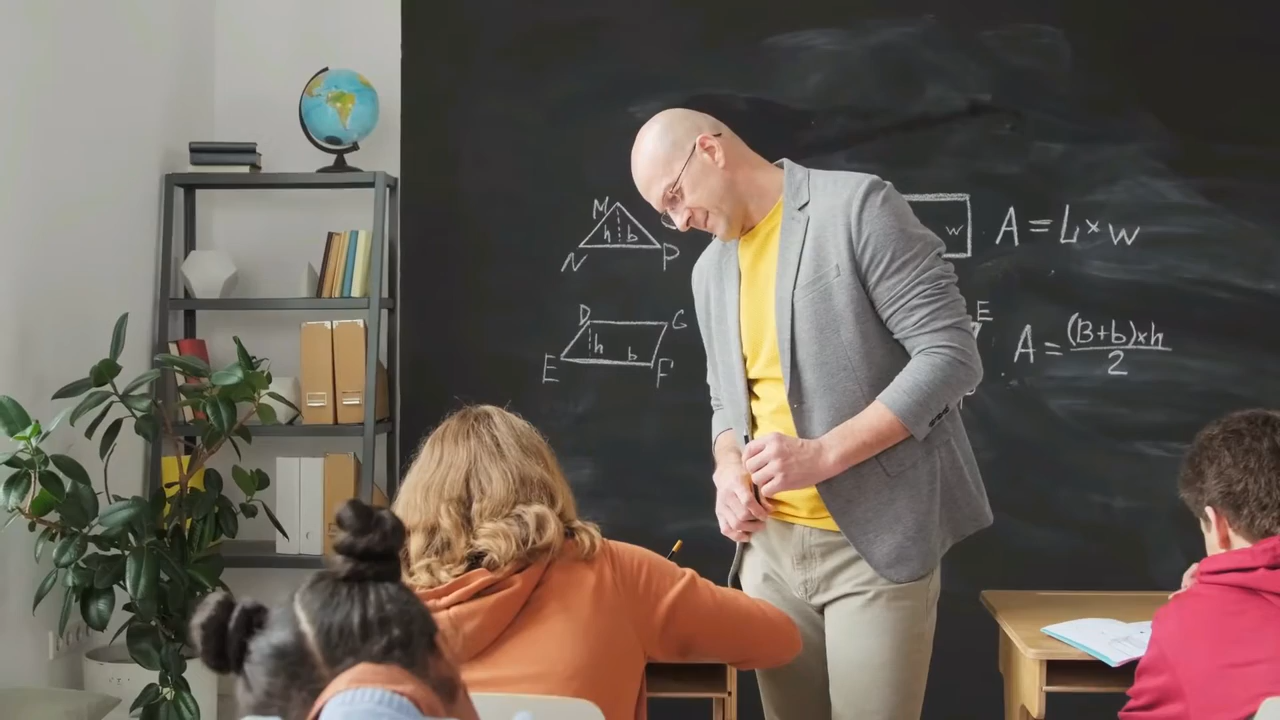 M
h b
N P
w
A = L × w
D G
h b
E F
E
A = (B+b)×h
2